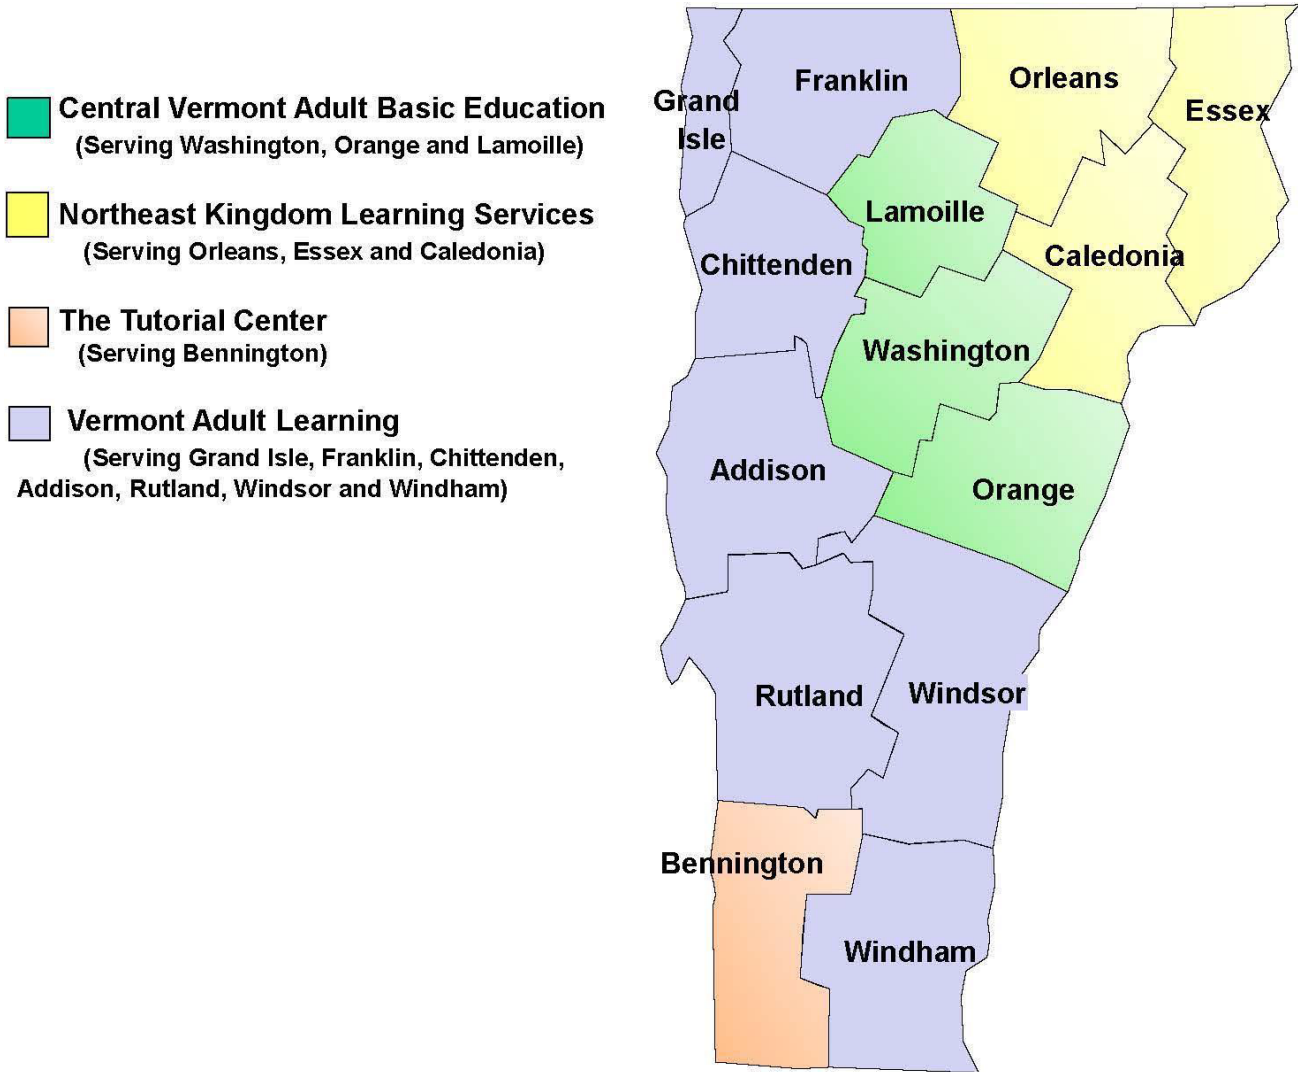 Central Vermont Adult Basic Education
(Serving Washington, Orange and Lamoille)
Northeast Kingdom Learning Services
(Serving Orleans, Essex and Caledonia)
The Tutorial Center
(Serving Bennington)
Vermont Adult Learning
(Serving Grand Isle, Franklin, Chittenden,
Addison, Rutland, Windsor and Windham)
Grand
Isle
Franklin
Orleans
Essex
Lamoille
Chittenden
Caledonia
Washington
Addison
Orange
Rutland
Windsor
Bennington
Windham